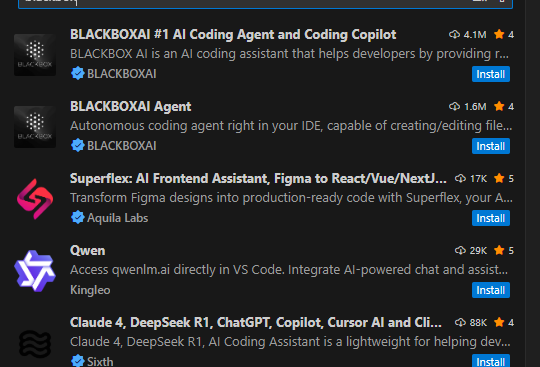 BLACKBOXAI #1 AI Coding Agent and Coding Copilot 4.1M 4
BLACKBOX AI is an AI coding assistant that helps developers by providing r...
BLACKBOX
BLACKBOXAI Install
BLACKBOXAI Agent 1.6M 4
Autonomous coding agent right in your IDE, capable of creating/editing file...
BLACKBOX
BLACKBOXAI Install
Superflex: AI Frontend Assistant, Figma to React/Vue/NextJ... 17K 5
Transform Figma designs into production-ready code with Superflex, your A...
Aquila Labs Install
Qwen 29K 5
Access qwenlm.ai directly in VS Code. Integrate AI-powered chat and assist...
Kingleo Install
Claude 4, DeepSeek R1, ChatGPT, Copilot, Cursor AI and Cli... 88K 4
Claude 4, DeepSeek R1, AI Coding Assistant is a lightweight for helping dev...
Sixth Install